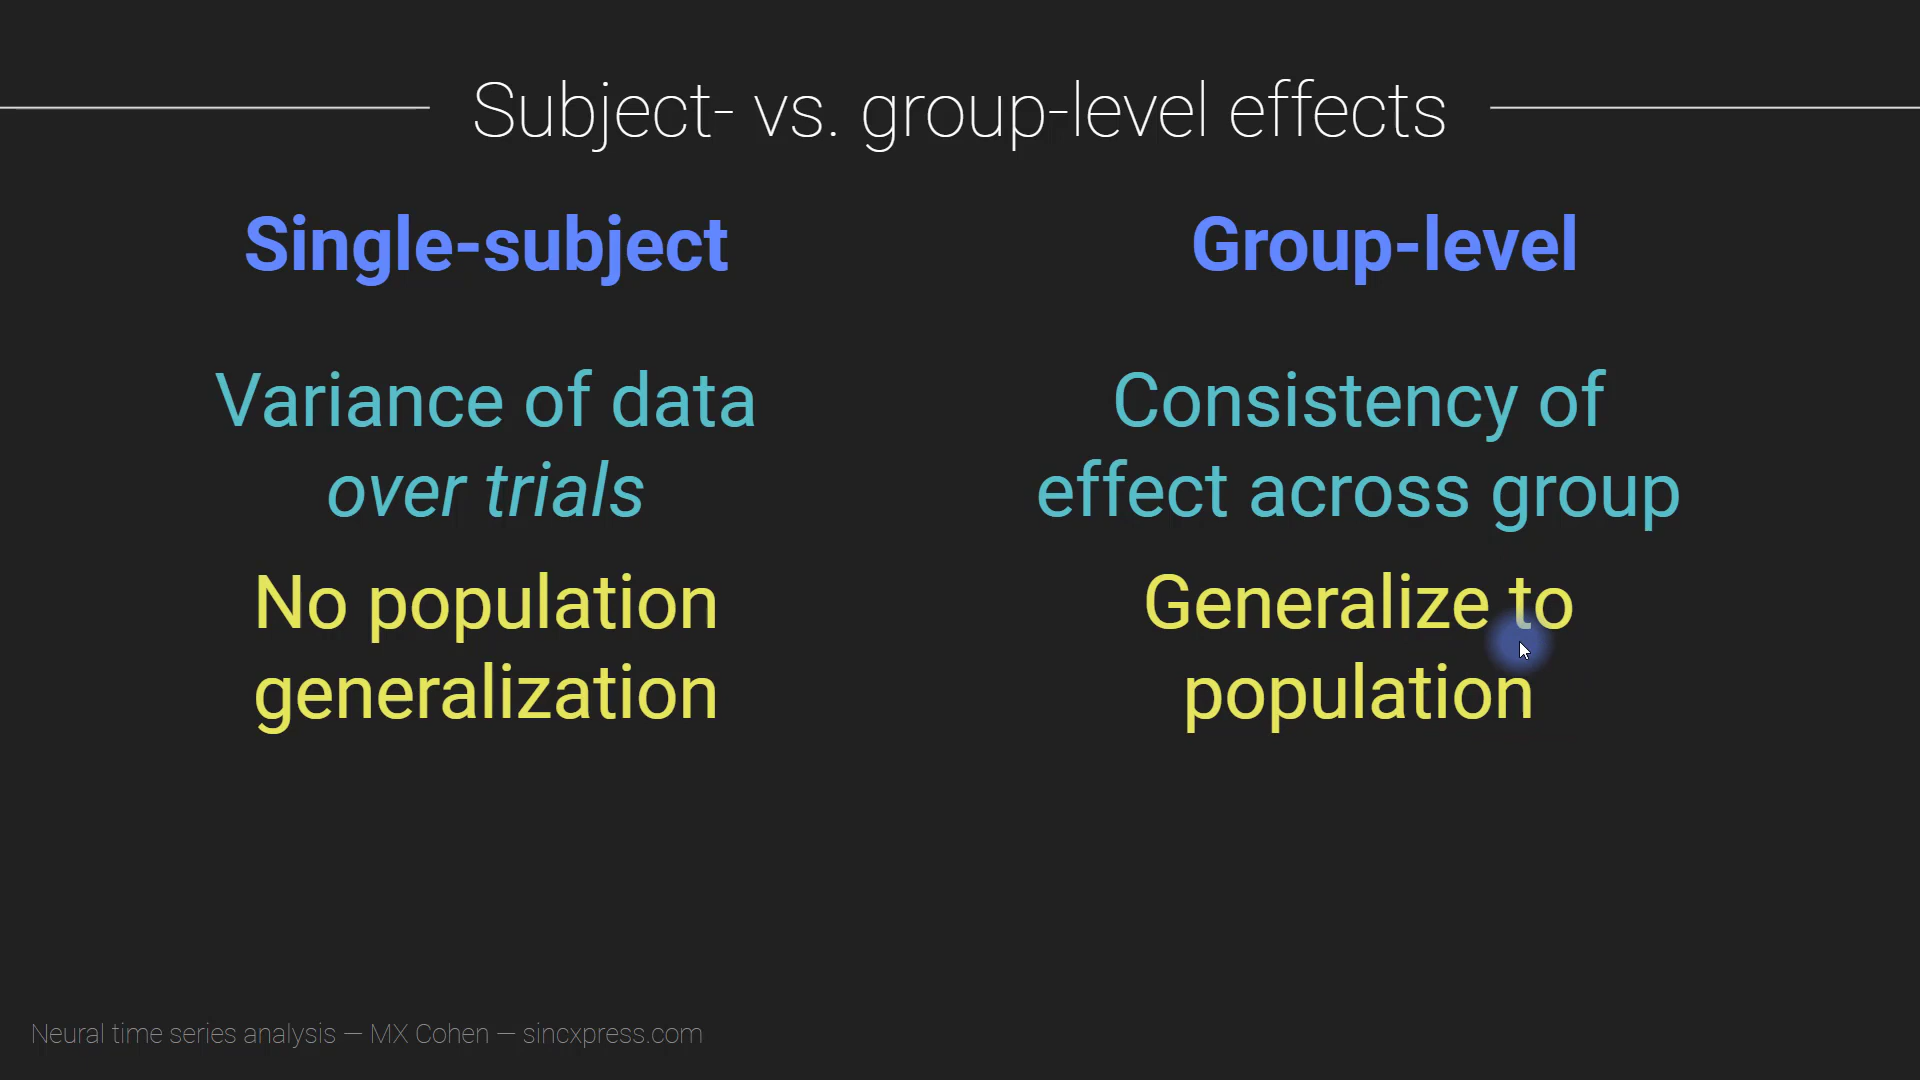 Subject- vs. group-level effects
Single-subject
Variance of data
over trials
No population
generalization
Group-level
Consistency of
effect across group
Generalize to
population
Neural time series analysis — MX Cohen — sincxpress.com